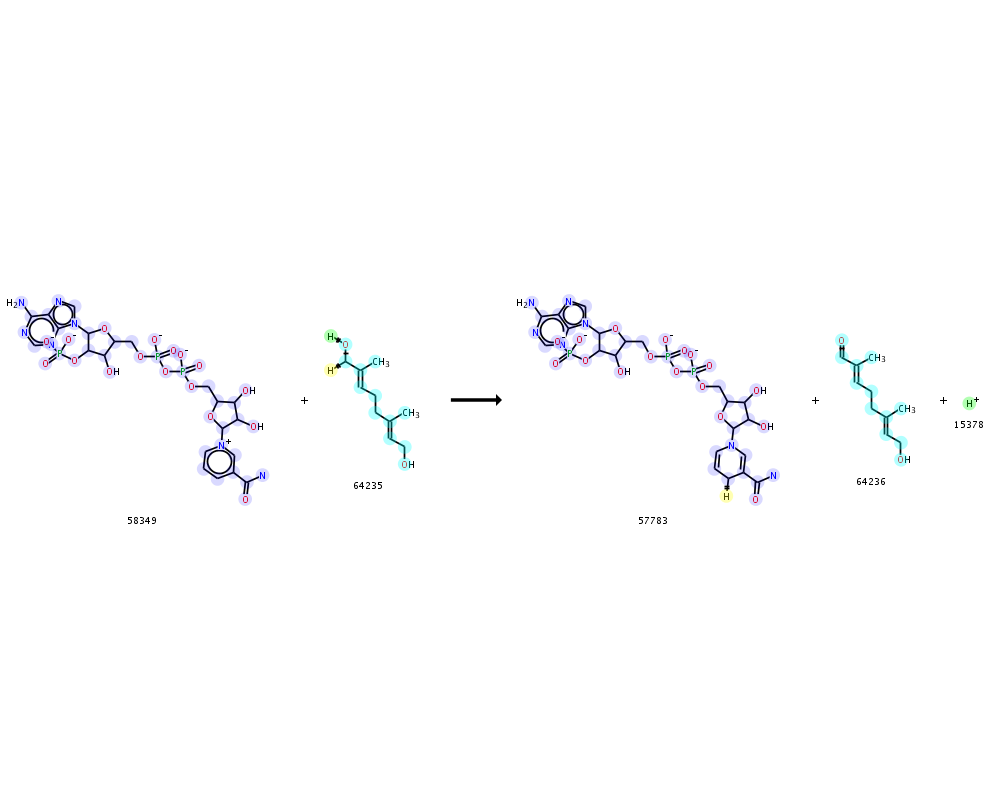 H₂N N N N N O O⁻ O⁻ P O O OH O O⁻ P O O O⁻ P O O OH OH O N⁺ N O
58349
+
H O H CH₃ CH₃ OH
64235
H₂N N N N N O O⁻ O⁻ P O O OH O O⁻ P O O O⁻ P O O OH OH O N N O H
57783
+
O CH₃ CH₃ OH
64236
+
H⁺
15378